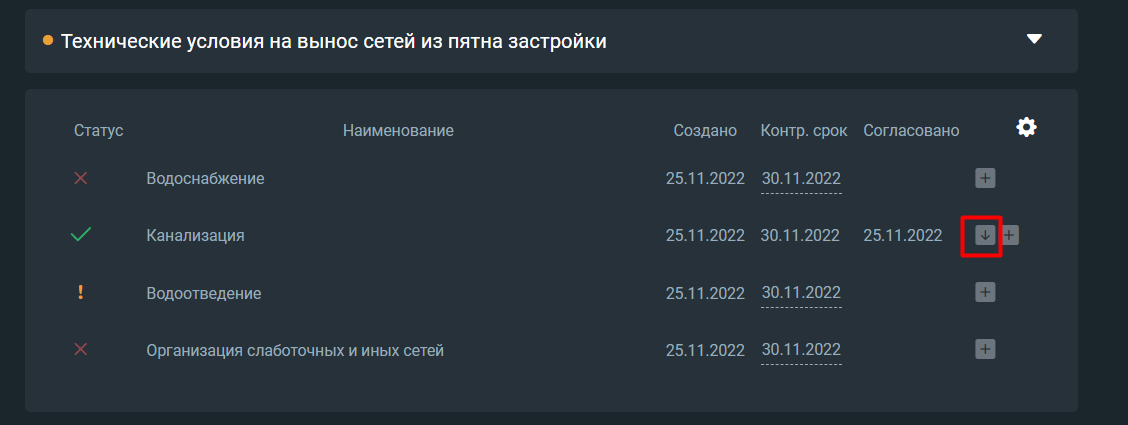 Технические условия на вынос сетей из пятна застройки
Статус Наименование Создано Контр. срок Согласовано
Водоснабжение 25.11.2022 30.11.2022
Канализация 25.11.2022 30.11.2022 25.11.2022
Водоотведение 25.11.2022 30.11.2022
Организация слаботочных и иных сетей 25.11.2022 30.11.2022